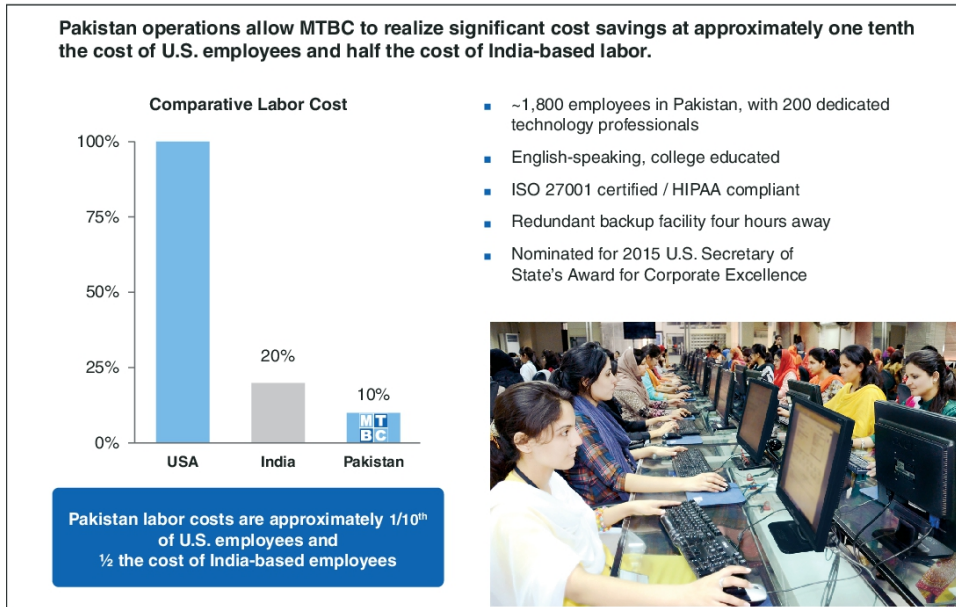 Pakistan operations allow MTBC to realize significant cost savings at approximately one tenth
the cost of U.S. employees and half the cost of India-based labor.
Comparative Labor Cost
100%
75%
50%
25%
0%
20%
10%
MT
BC
USA
India
Pakistan
Pakistan labor costs are approximately 1/10th
of U.S. employees and
½ the cost of India-based employees
▪ ~1,800 employees in Pakistan, with 200 dedicated
technology professionals
▪ English-speaking, college educated
▪ ISO 27001 certified / HIPAA compliant
▪ Redundant backup facility four hours away
▪ Nominated for 2015 U.S. Secretary of
State’s Award for Corporate Excellence